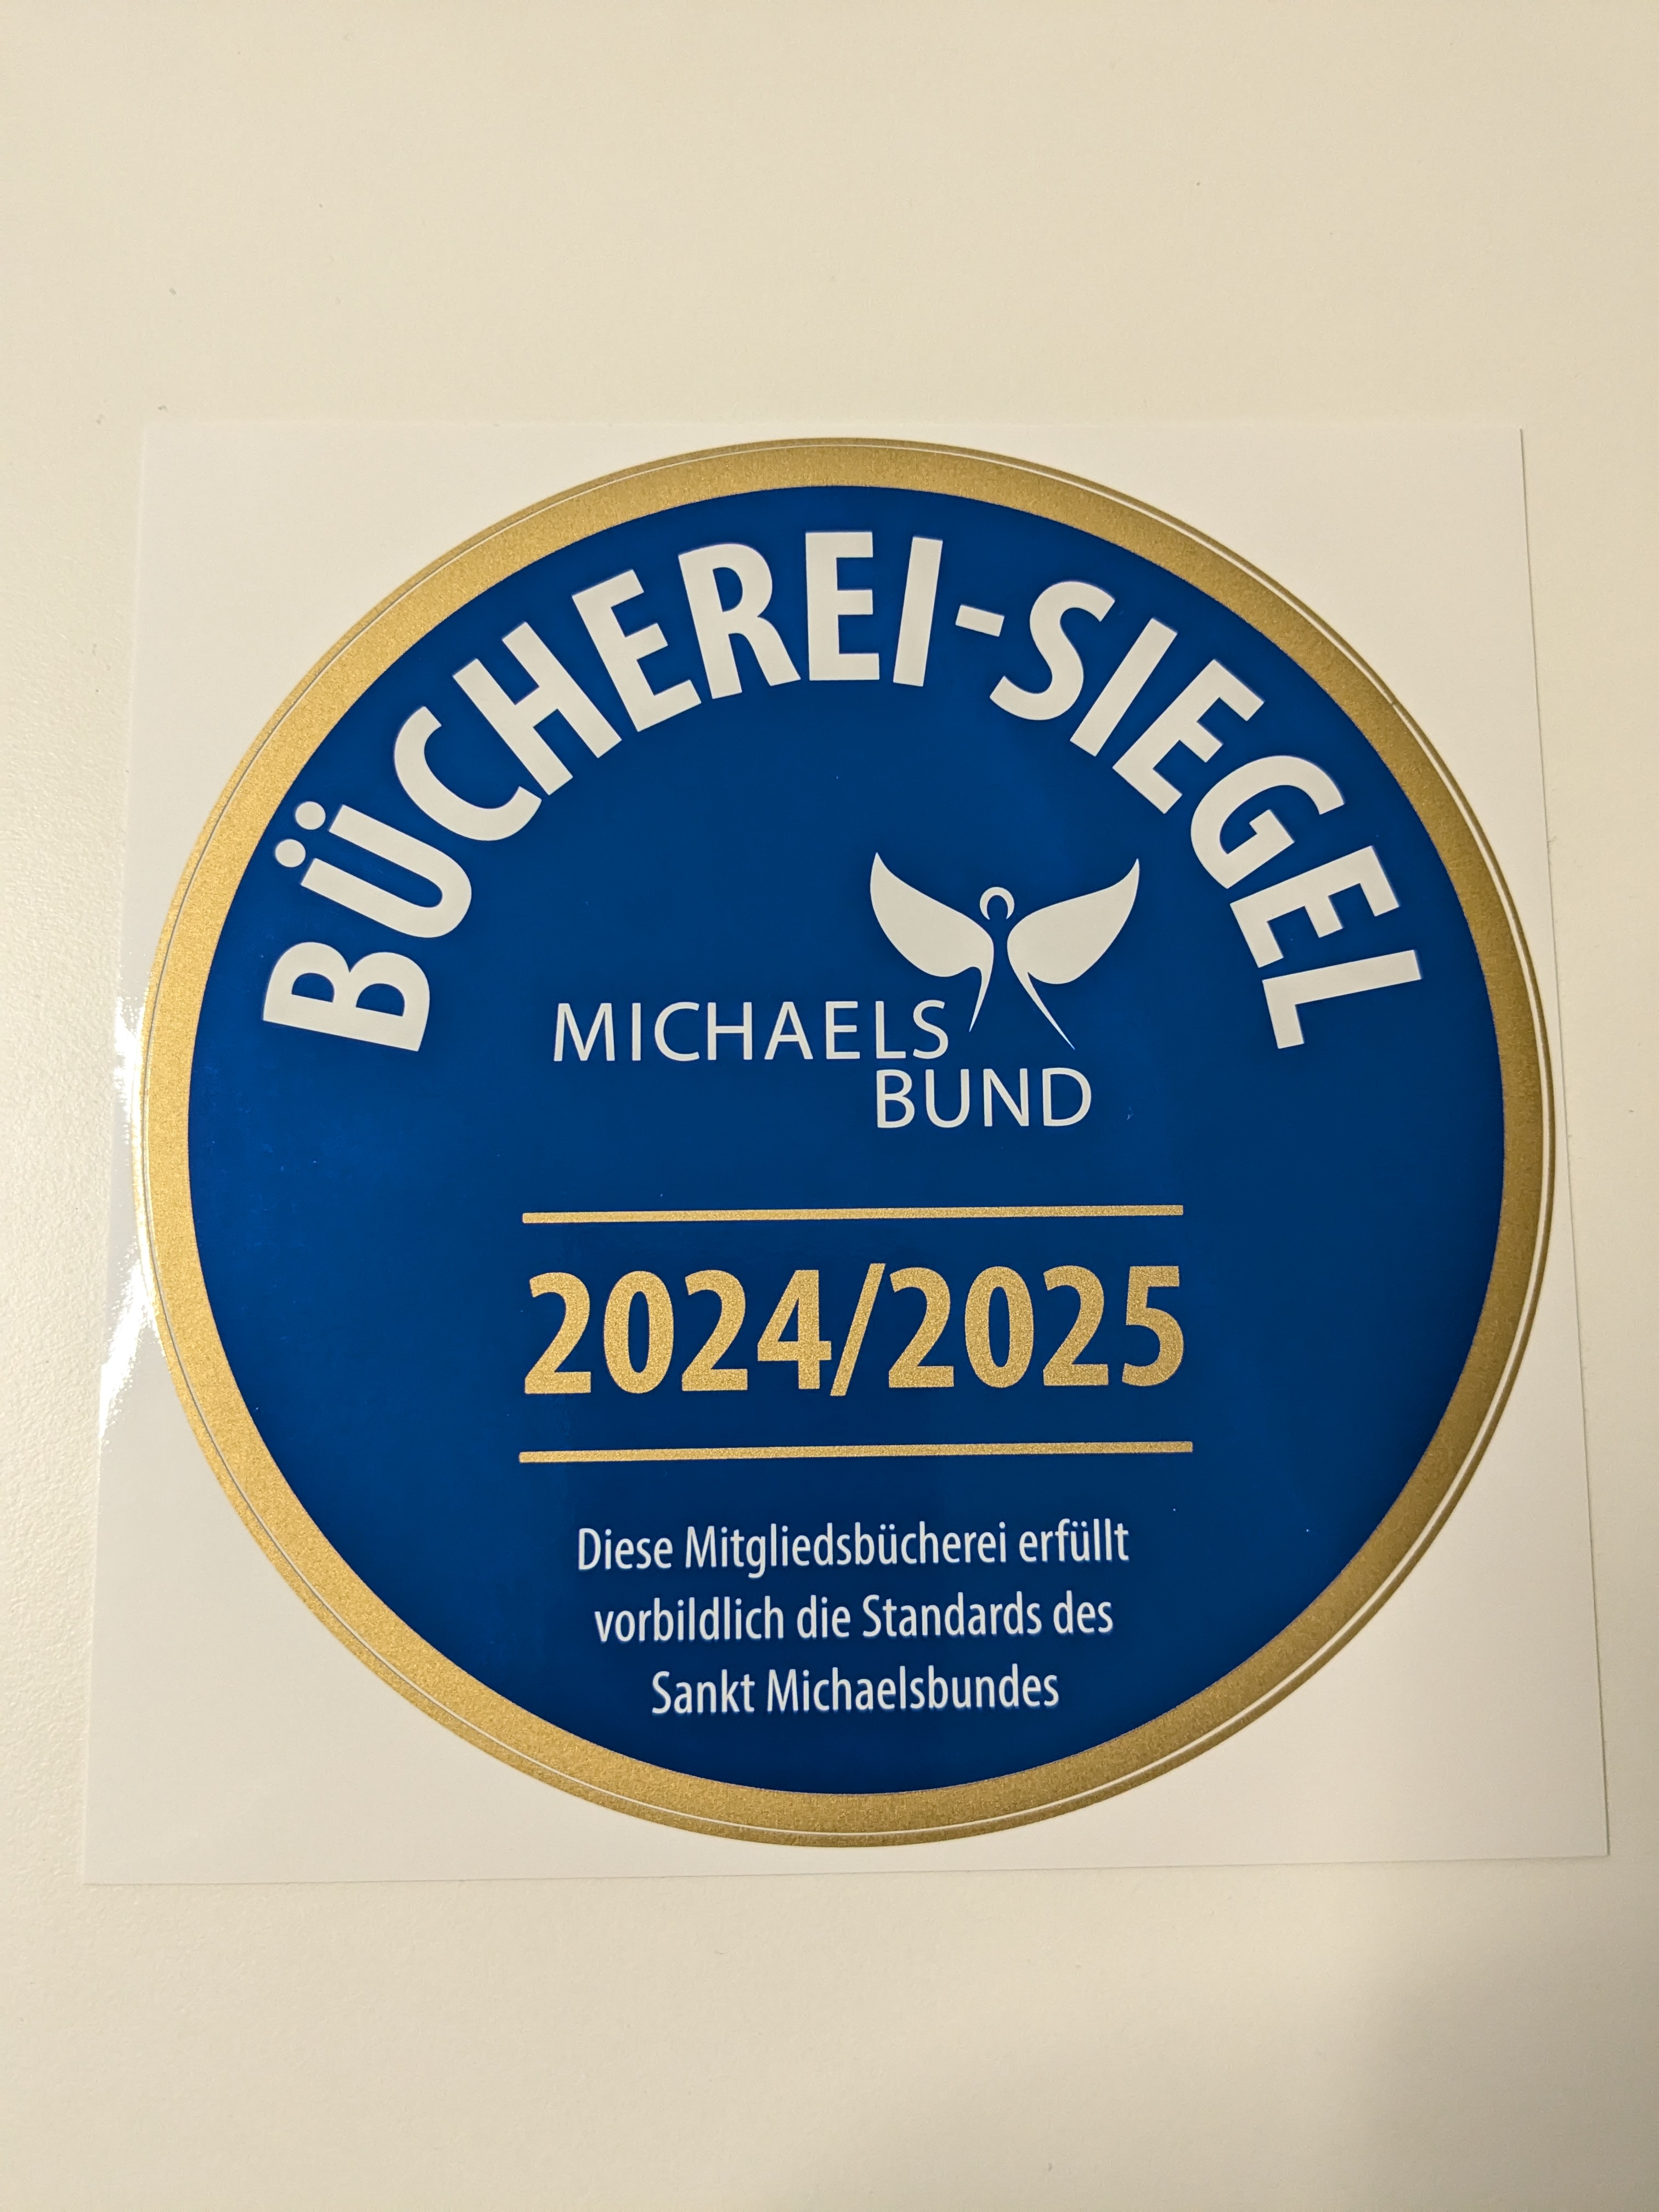 BÜCHEREI-SIEGEL
MICHAELS
BUND
2024/2025
Diese Mitgliedsbücherei erfüllt
vorbildlich die Standards des
Sankt Michaelsbundes